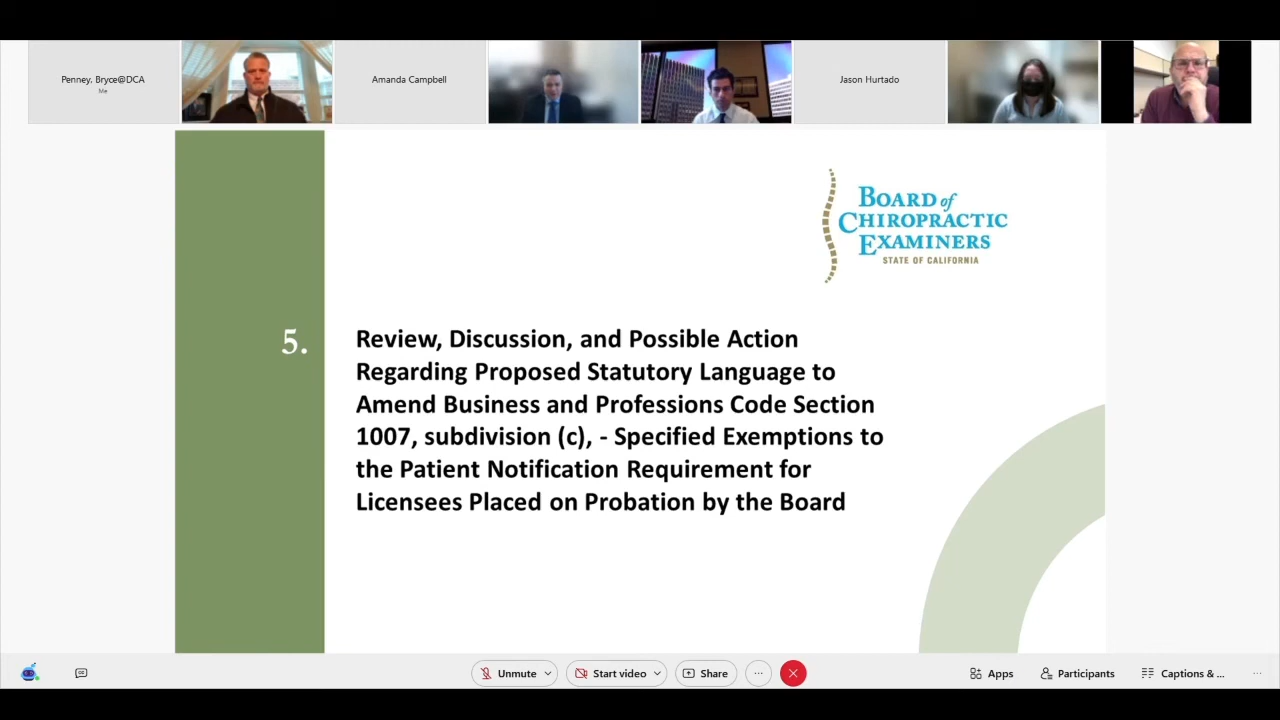 Penney, Bryce@DCA
Me
Amanda Campbell
Jason Hurtado
BOARD of
CHIROPRACTIC
EXAMINERS
STATE OF CALIFORNIA
5.
Review, Discussion, and Possible Action
Regarding Proposed Statutory Language to
Amend Business and Professions Code Section
1007, subdivision (c), - Specified Exemptions to
the Patient Notification Requirement for
Licensees Placed on Probation by the Board
Unmute
Start video
Share
Apps
Participants
Captions & ...